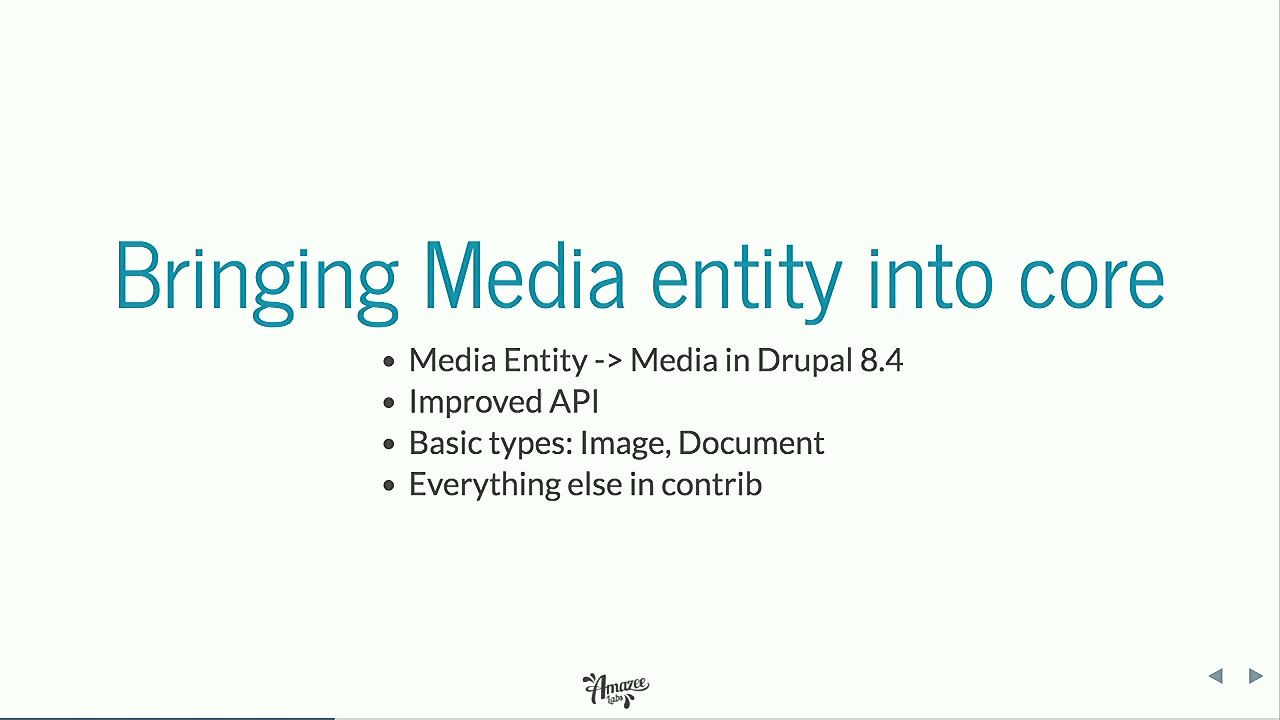 Bringing Media entity into core
• Media Entity -> Media in Drupal 8.4
• Improved API
• Basic types: Image, Document
• Everything else in contrib
Amazee
Labs